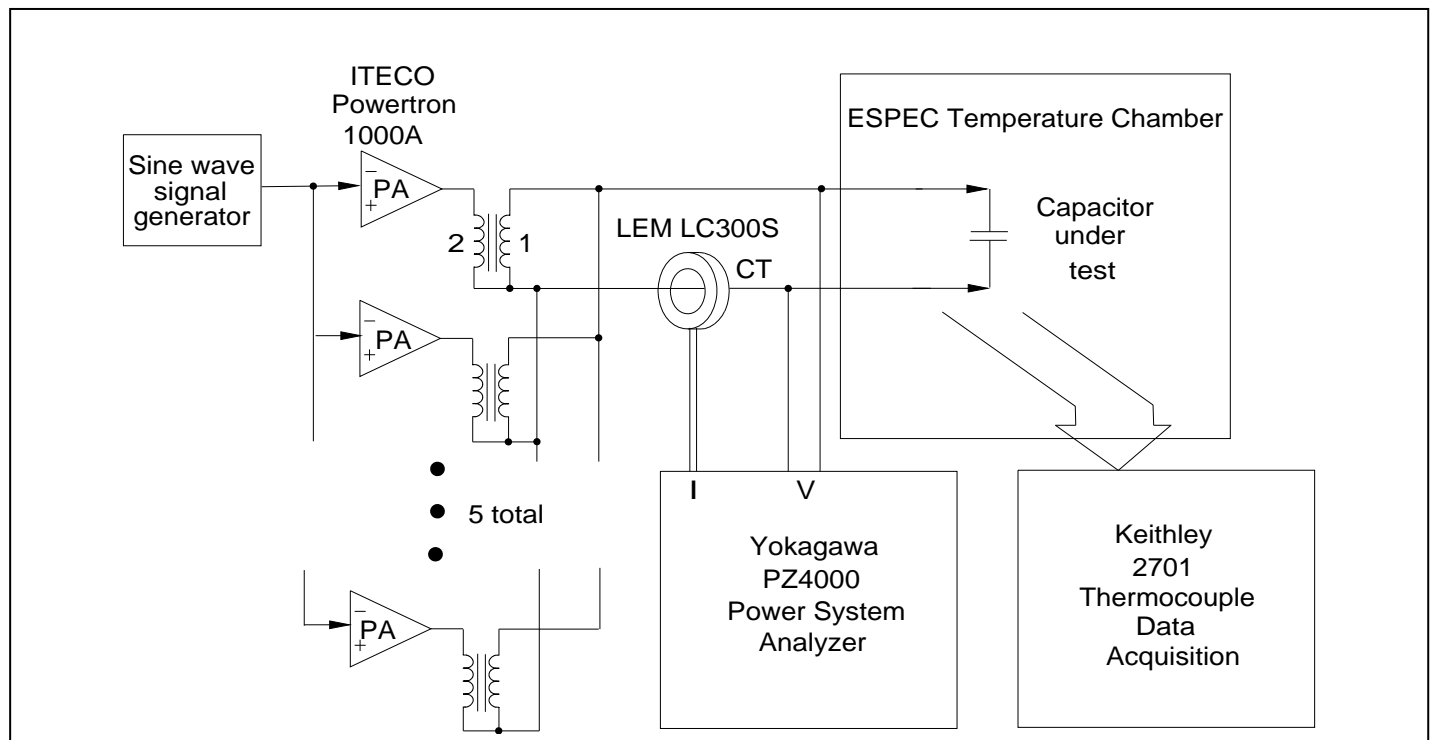 ITECO
Powertron
1000A
Sine wave
signal
generator
−
PA
+
2
1
LEM LC300S
CT
ESPEC Temperature Chamber
Capacitor
under
test
−
PA
+
5 total
−
PA
+
I
V
Yokagawa
PZ4000
Power System
Analyzer
Keithley
2701
Thermocouple
Data
Acquisition